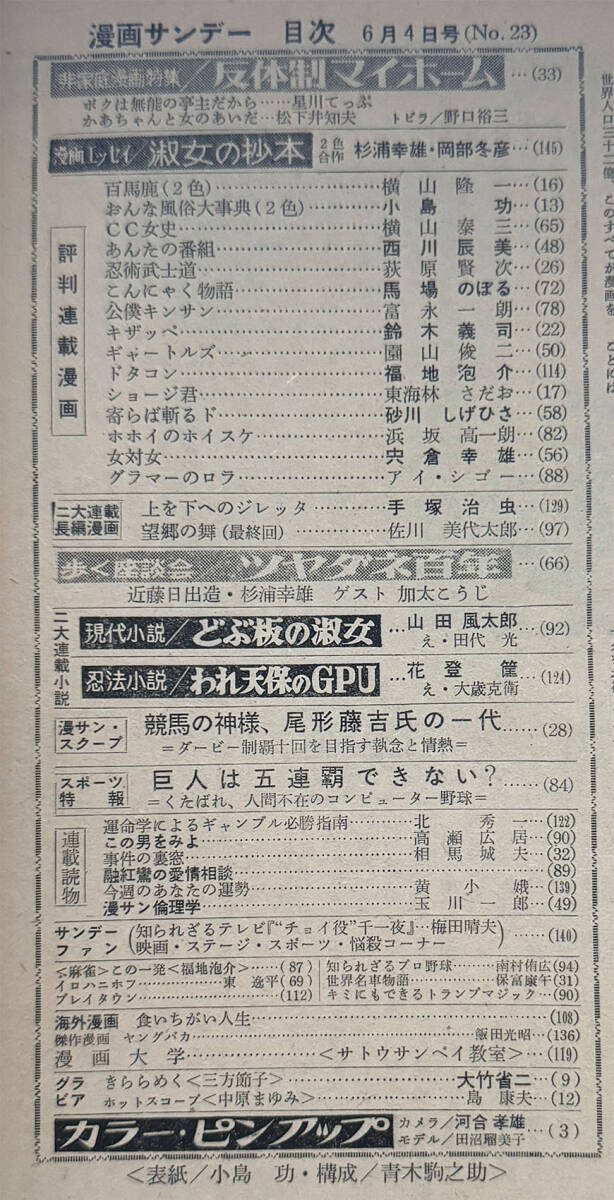 漫画サンデー 目次 6月4日号(No.23)
非家庭漫画特集/反体制マイホーム…(33)
ボクは無能の亭主だから……星川てっぷ
かあちゃんと女のあいだ…松下井知夫 トビラ/野口裕三
漫画エッセイ/淑女の抄本 2色合作 杉浦幸雄・岡部冬彦…(145)
評判連載漫画
百馬鹿(2色)…横山隆一…(16)
おんな風俗大事典(2色)…小島功…(13)
CC女史…横山泰三…(65)
あんたの番組…西川辰美…(48)
忍術武士道…荻原賢次…(26)
こんにゃく物語…馬場のぼる…(72)
公僕キンサン…富永一朗…(78)
キザッペ…鈴木義司…(22)
ギャートルズ…園山俊二…(50)
ドタコン…福地泡介…(114)
ショージ君…東海林さだお…(17)
寄らば斬るド…砂川しげひさ…(58)
ホホイのホイスケ…浜坂高一朗…(82)
女対女…宍倉幸雄…(56)
グラマーのロラ…アイ・シゴー…(88)
二大連載長編漫画
上を下へのジレッタ…手塚治虫…(129)
望郷の舞(最終回)…佐川美代太郎…(97)
歩く座談会/ツヤダネ百年…(66)
近藤日出造・杉浦幸雄 ゲスト 加太こうじ
二大連載小説
現代小説/どぶ板の淑女…山田風太郎 え・田代光…(92)
忍法小説/われ天保のGPU…花登筐 え・大歳克衛…(124)
漫サン・スクープ
競馬の神様、尾形藤吉氏の一代……(28)
=ダービー制覇十回を目指す執念と情熱=
スポーツ特報
巨人は五連覇できない?……(84)
=くたばれ、人間不在のコンピューター野球=
連載読物
運命学によるギャンブル必勝指南…北秀一…(122)
この男をみよ…高瀬広居…(90)
事件の裏窓…相馬城夫…(32)
融紅鸞の愛情相談…(89)
今週のあなたの運勢…黄小娥…(139)
漫サン倫理学…玉川一郎…(49)
サンデーファン
(知られざるテレビ『“チョイ役”千一夜』…梅田晴夫
映画・ステージ・スポーツ・悩殺コーナー)……(140)
<麻雀>この一発<福地泡介>……(87)
イロハニホフ…東逸平(69)
プレイタウン…(112)
知られざるプロ野球…南村侑広(94)
世界名車物語…保富康午(31)
キミにもできるトランプマジック…(90)
海外漫画 食いちがい人生…(108)
傑作漫画 ヤングパカ…飯田光昭…(136)
漫画大学…<サトウサンペイ教室>…(119)
グラビア
きららめく<三方節子>…大竹省二…(9)
ホットスコープ<中原まゆみ>…島康夫…(12)
カラー・ピンアップ カメラ/河合孝雄 モデル/田沼瑠美子…(3)
<表紙/小島 功・構成/青木駒之助>
世界人口三十二億、
このすべてが
漫画を